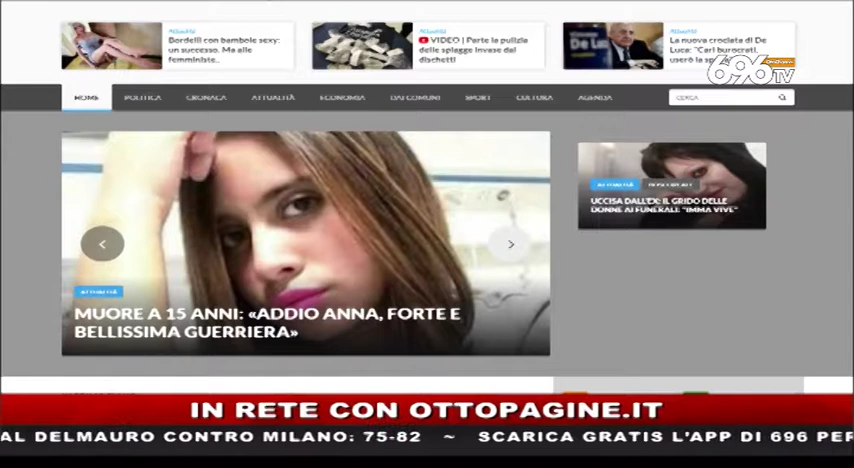 Attualità
Bordelli con bambole sexy:
un successo. Ma alle
femministe..
Attualità
VIDEO | Parte la pulizia
delle spiagge invase dai
dischetti
Attualità
La nuova crociata di De
Luca: "Cari burocrati,
userò la
696
TV
HOME
POLITICA
CRONACA
ATTUALITÀ
ECONOMIA
DAI COMUNI
SPORT
CULTURA
AGENDA
CERCA
ATTUALITÀ
MUORE A 15 ANNI: «ADDIO ANNA, FORTE E
BELLISSIMA GUERRIERA»
ATTUALITÀ
UCCISA DALL'EX: IL GRIDO DELLE
DONNE AI FUNERALI: "IMMA VIVE"
IN RETE CON OTTOPAGINE.IT
AL DELMAURO CONTRO MILANO: 75-82 ~ SCARICA GRATIS L'APP DI 696 PER